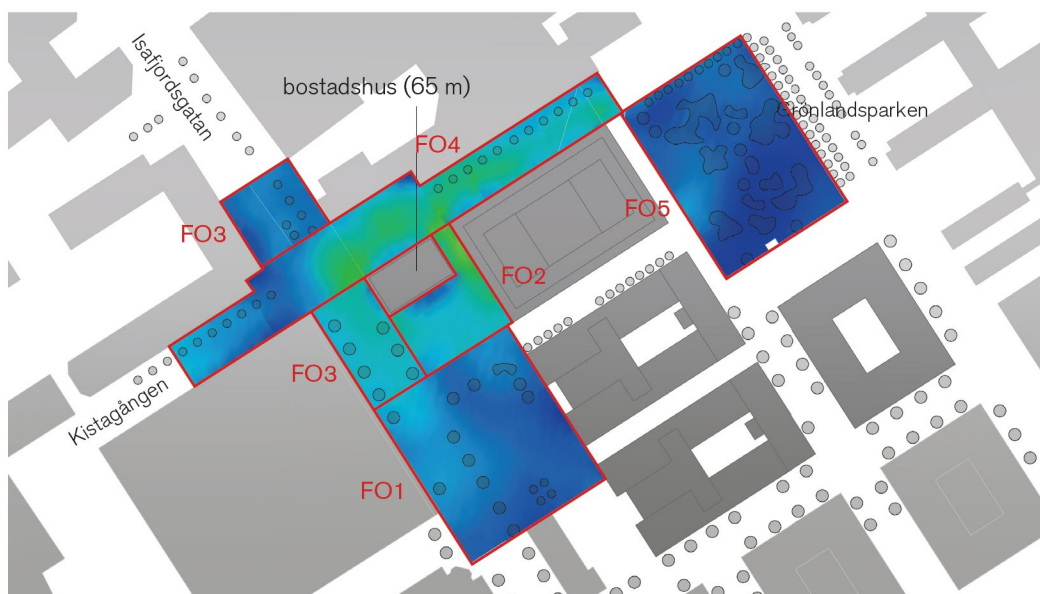 Isafjordsgatan
bostadshus (65 m)
Grönlandsparken
FO4
FO3
FO5
FO2
FO3
Kistagången
FO1